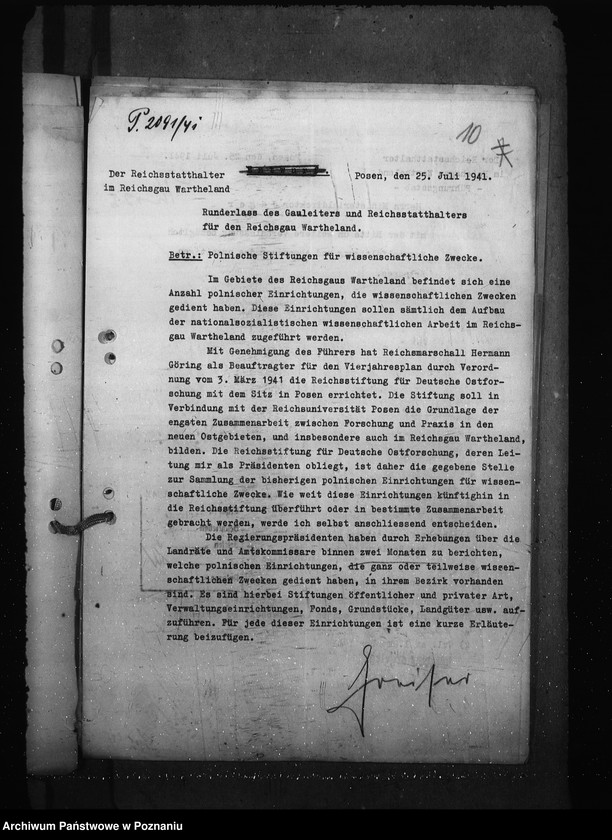 P. 2091/41
10
Der Reichsstatthalter
im Reichsgau Wartheland
Posen, den 25. Juli 1941.
Runderlass des Gauleiters und Reichsstatthalters
für den Reichsgau Wartheland.
Betr.: Polnische Stiftungen für wissenschaftliche Zwecke.
Im Gebiete des Reichsgaus Wartheland befindet sich eine
Anzahl polnischer Einrichtungen, die wissenschaftlichen Zwecken
gedient haben. Diese Einrichtungen sollen sämtlich dem Aufbau
der nationalsozialistischen wissenschaftlichen Arbeit im Reichs-
gau Wartheland zugeführt werden.
Mit Genehmigung des Führers hat Reichsmarschall Hermann
Göring als Beauftragter für den Vierjahresplan durch Verord-
nung vom 3. März 1941 die Reichsstiftung für Deutsche Ostfor-
schung mit dem Sitz in Posen errichtet. Die Stiftung soll in
Verbindung mit der Reichsuniversität Posen die Grundlage der
engsten Zusammenarbeit zwischen Forschung und Praxis in den
neuen Ostgebieten, und insbesondere auch im Reichsgau Wartheland,
bilden. Die Reichsstiftung für Deutsche Ostforschung, deren Lei-
tung mir als Präsidenten obliegt, ist daher die gegebene Stelle
zur Sammlung der bisherigen polnischen Einrichtungen für wissen-
schaftliche Zwecke. Wie weit diese Einrichtungen künftighin in
die Reichsstiftung überführt oder in bestimmte Zusammenarbeit
gebracht werden, werde ich selbst anschliessend entscheiden.
Die Regierungspräsidenten haben durch Erhebungen über die
Landräte und Amtskommissare binnen zwei Monaten zu berichten,
welche polnischen Einrichtungen, die ganz oder teilweise wissen-
schaftlichen Zwecken gedient haben, in ihrem Bezirk vorhanden
sind. Es sind hierbei Stiftungen öffentlicher und privater Art,
Verwaltungseinrichtungen, Fonds, Grundstücke, Landgüter usw. auf-
zuführen. Für jede dieser Einrichtungen ist eine kurze Erläute-
rung beizufügen.
Greiser
Archiwum Państwowe w Poznaniu